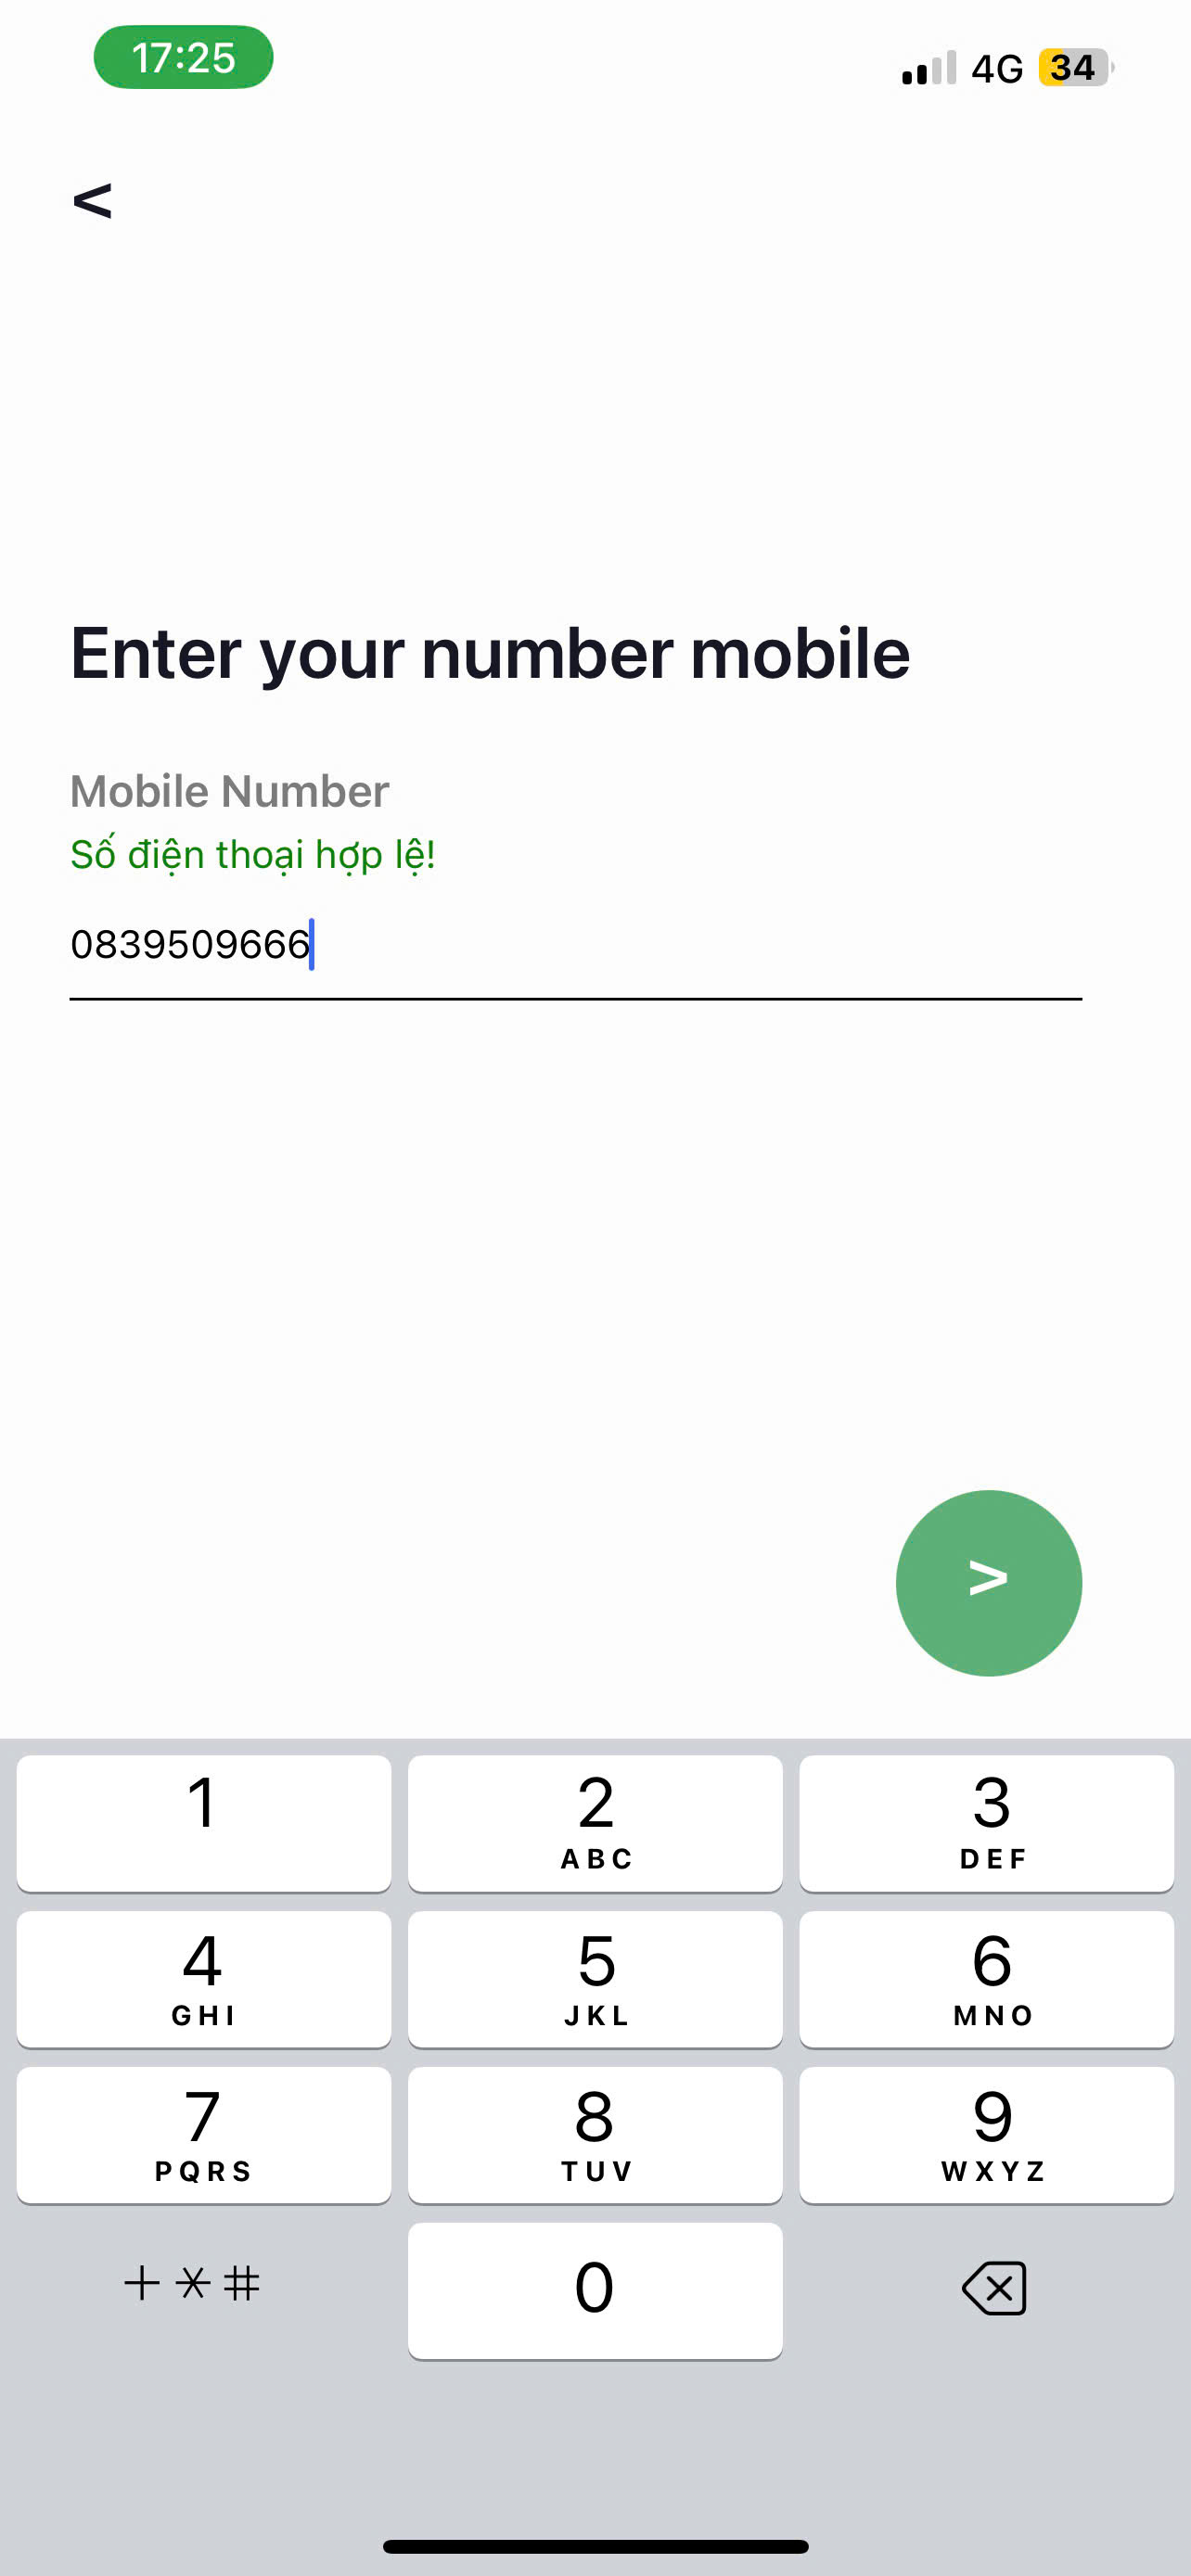 17:25
4G 34
<
Enter your number mobile
Mobile Number
Số điện thoại hợp lệ!
0839509666
>
1 2 3
ABC DEF
4 5 6
GHI JKL MNO
7 8 9
PQRS TUV WXYZ
+*# 0